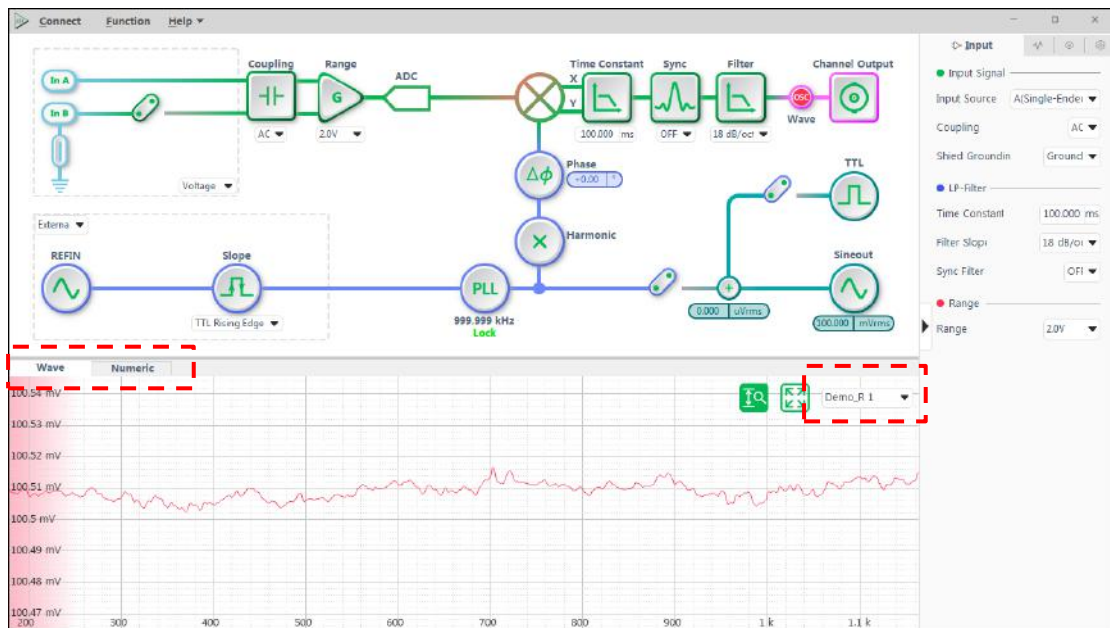 Connect Function Help
Input
Input Signal
Input Source A(Single-Ender
Coupling AC
Shied Groundin Ground
LP-Filter
Time Constant 100.000 ms
Filter Slop 18 dB/o
Sync Filter OFI
Range
Range 2.0V
Coupling Range ADC Time Constant Sync Filter Channel Output
In A
In B
G
X
Y
OSC
Wave
AC 2.0V 100.000 ms OFF 18 dB/oct
Voltage
Phase
Δϕ
+0.00 °
Harmonic
×
TTL
Externa
REFIN Slope Sineout
PLL
+
TTL Rising Edge
999.999 kHz
Lock
0.000 uVrms
100.000 mVrms
Wave Numeric
Demo_R 1
100.54 mV
100.53 mV
100.52 mV
100.51 mV
100.5 mV
100.49 mV
100.48 mV
100.47 mV
200 300 400 500 600 700 800 900 1 k 1.1 k